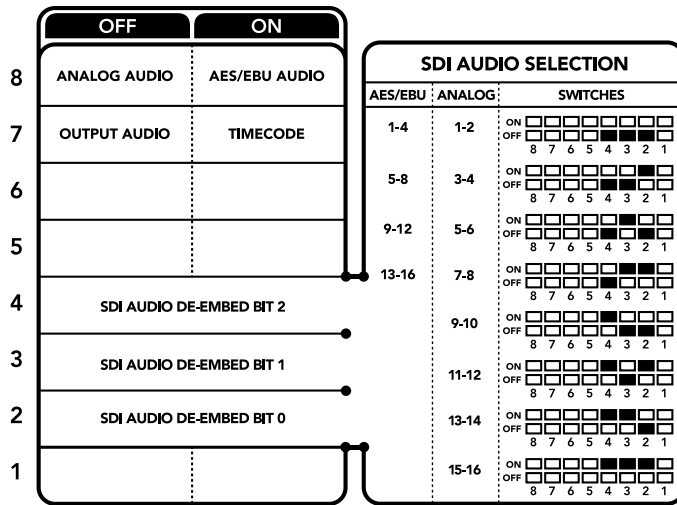 OFF ON
8 ANALOG AUDIO AES/EBU AUDIO
7 OUTPUT AUDIO TIMECODE
6
5
4 SDI AUDIO DE-EMBED BIT 2
3 SDI AUDIO DE-EMBED BIT 1
2 SDI AUDIO DE-EMBED BIT 0
1
SDI AUDIO SELECTION
AES/EBU ANALOG SWITCHES
1-4 1-2 ON
OFF
8 7 6 5 4 3 2 1
5-8 3-4 ON
OFF
8 7 6 5 4 3 2 1
9-12 5-6 ON
OFF
8 7 6 5 4 3 2 1
13-16 7-8 ON
OFF
8 7 6 5 4 3 2 1
9-10 ON
OFF
8 7 6 5 4 3 2 1
11-12 ON
OFF
8 7 6 5 4 3 2 1
13-14 ON
OFF
8 7 6 5 4 3 2 1
15-16 ON
OFF
8 7 6 5 4 3 2 1